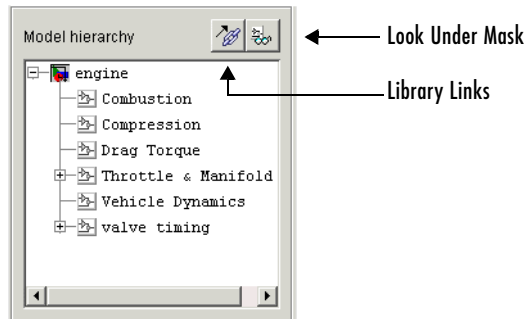 Model hierarchy
Look Under Mask
Library Links
engine
Combustion
Compression
Drag Torque
Throttle & Manifold
Vehicle Dynamics
valve timing